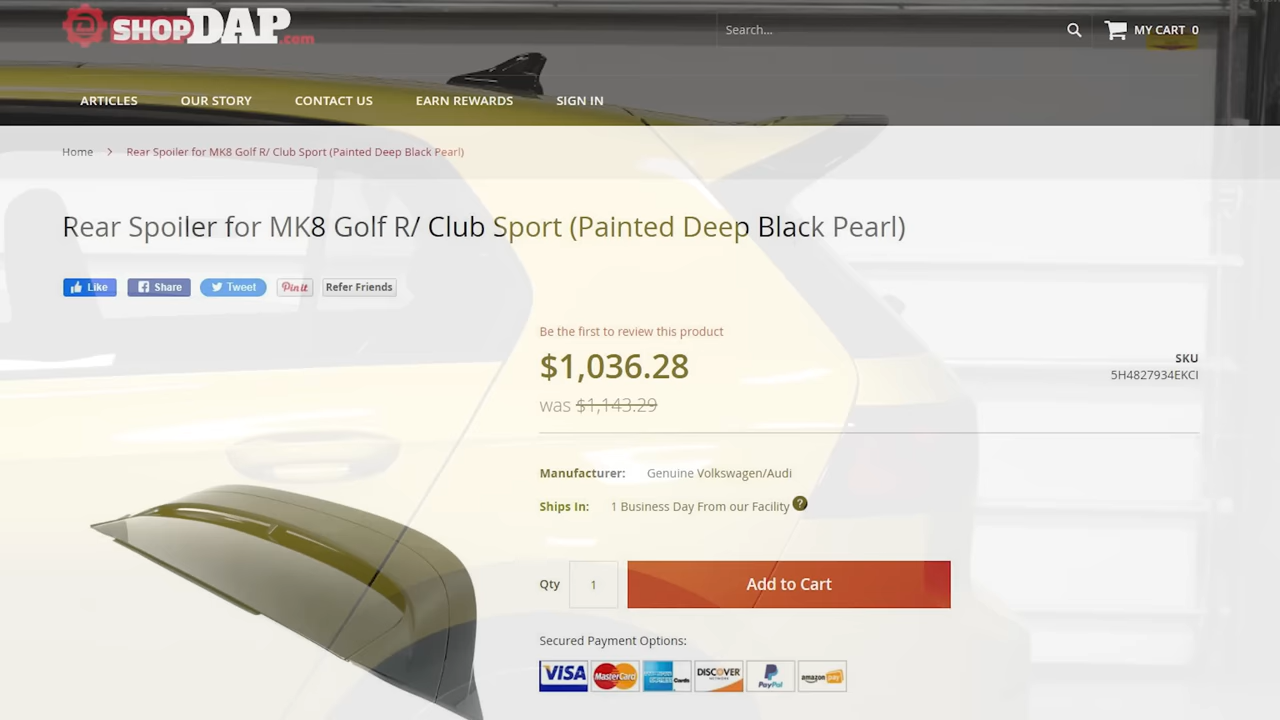 SHOPDAP.com
Search...
MY CART 0
ARTICLES
OUR STORY
CONTACT US
EARN REWARDS
SIGN IN
Home > Rear Spoiler for MK8 Golf R/ Club Sport (Painted Deep Black Pearl)
Rear Spoiler for MK8 Golf R/ Club Sport (Painted Deep Black Pearl)
Like
Share
Tweet
Pin it
Refer Friends
Be the first to review this product
$1,036.28
was $1,143.29
SKU
5H4827934EKCI
Manufacturer: Genuine Volkswagen/Audi
Ships In: 1 Business Day From our Facility ?
Qty 1
Add to Cart
Secured Payment Options:
VISA
MasterCard
Cards
DISCOVER
NETWORK
PayPal
amazon pay